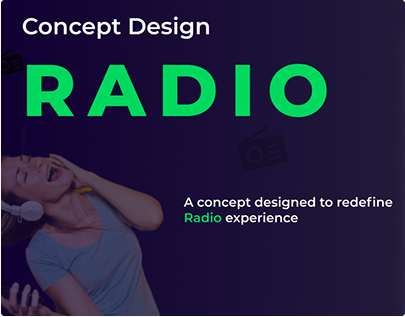 Concept Design
RADIO
A concept designed to redefine
Radio experience